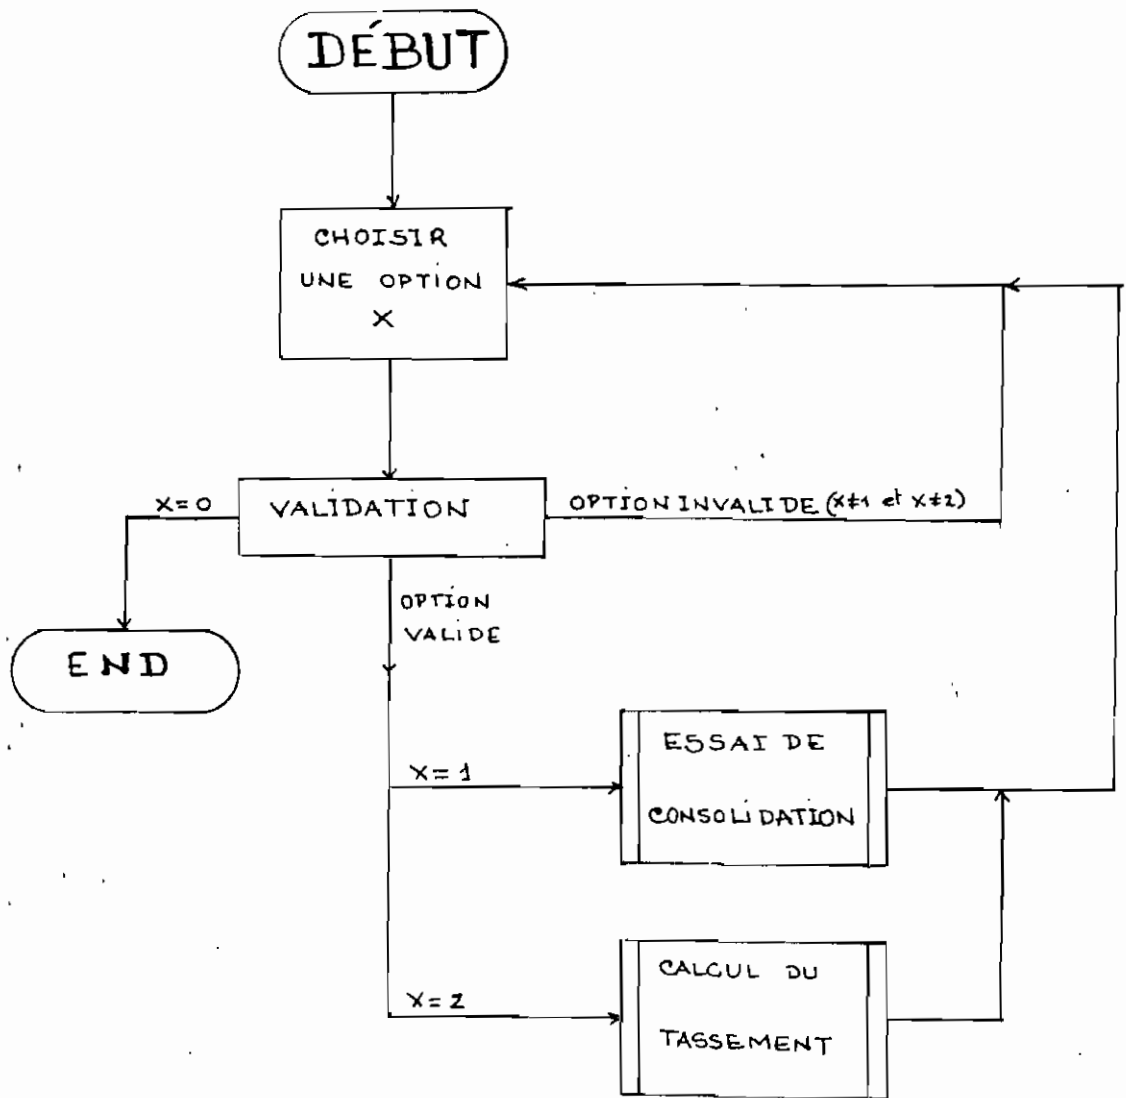 DÉBUT
CHOISIR
UNE OPTION
X
X=0
VALIDATION
OPTION INVALIDE (X≠1 et X≠2)
OPTION
VALIDE
END
X=1
ESSAI DE
CONSOLIDATION
X=2
CALCUL DU
TASSEMENT